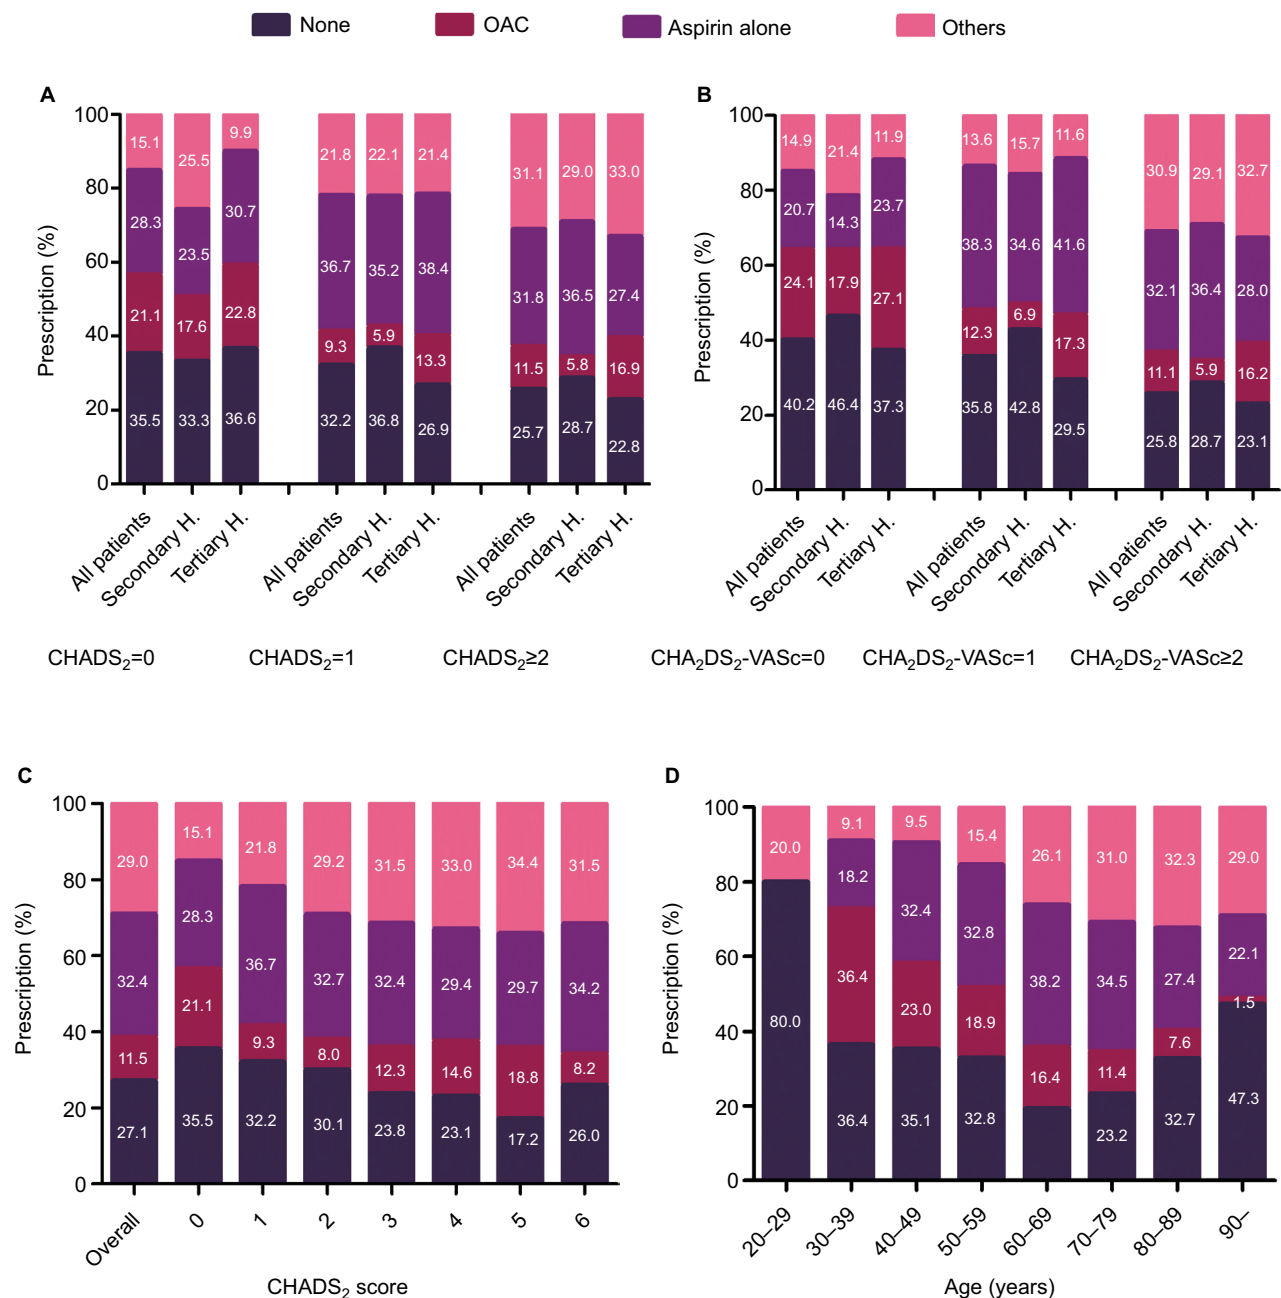 None OAC Aspirin alone Others
A
Prescription (%)
100
80
60
40
20
0
15.1 25.5 9.9 21.8 22.1 21.4 31.1 29.0 33.0
28.3 23.5 30.7 36.7 35.2 38.4 31.8 36.5 27.4
21.1 17.6 22.8 9.3 5.9 13.3 11.5 5.8 16.9
35.5 33.3 36.6 32.2 36.8 26.9 25.7 28.7 22.8
All patients Secondary H. Tertiary H. All patients Secondary H. Tertiary H. All patients Secondary H. Tertiary H.
CHADS₂=0 CHADS₂=1 CHADS₂≥2
B
Prescription (%)
100
80
60
40
20
0
14.9 21.4 11.9 13.6 15.7 11.6 30.9 29.1 32.7
20.7 14.3 23.7 38.3 34.6 41.6 32.1 36.4 28.0
24.1 17.9 27.1 12.3 6.9 17.3 11.1 5.9 16.2
40.2 46.4 37.3 35.8 42.8 29.5 25.8 28.7 23.1
All patients Secondary H. Tertiary H. All patients Secondary H. Tertiary H. All patients Secondary H. Tertiary H.
CHA₂DS₂-VASc=0 CHA₂DS₂-VASc=1 CHA₂DS₂-VASc≥2
C
Prescription (%)
100
80
60
40
20
0
29.0 15.1 21.8 29.2 31.5 33.0 34.4 31.5
32.4 28.3 36.7 32.7 32.4 29.4 29.7 34.2
11.5 21.1 9.3 8.0 12.3 14.6 18.8 8.2
27.1 35.5 32.2 30.1 23.8 23.1 17.2 26.0
Overall 0 1 2 3 4 5 6
CHADS₂ score
D
Prescription (%)
100
80
60
40
20
0
20.0 9.1 9.5 15.4 26.1 31.0 32.3 29.0
18.2 32.4 32.8 38.2 34.5 27.4 22.1
36.4 23.0 18.9 16.4 11.4 7.6 1.5
80.0 36.4 35.1 32.8 23.2 32.7 47.3
20–29 30–39 40–49 50–59 60–69 70–79 80–89 90–
Age (years)